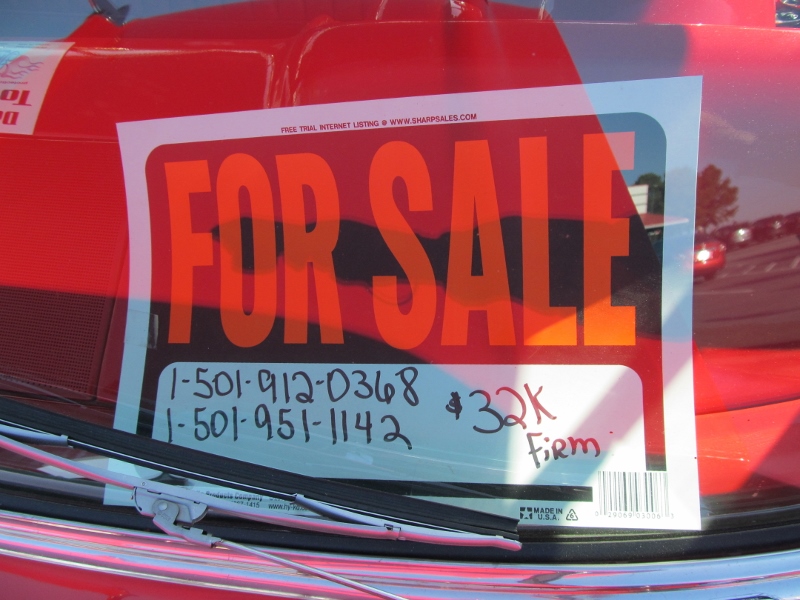 FREE TRIAL INTERNET LISTING @ WWW.SHARPSALES.COM
FOR SALE
1-501-912-0368
1-501-951-1142
$32K
Firm
MADE IN
U.S.A.